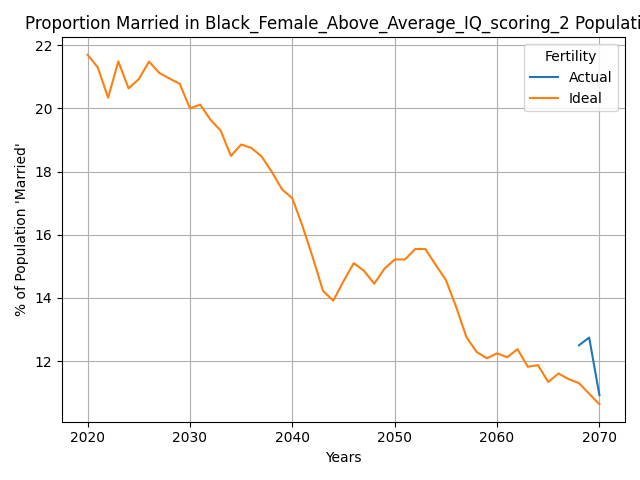 Proportion Married in Black_Female_Above_Average_IQ_scoring_2 Populati
Fertility
Actual
Ideal
% of Population 'Married'
22
20
18
16
14
12
2020 2030 2040 2050 2060 2070
Years